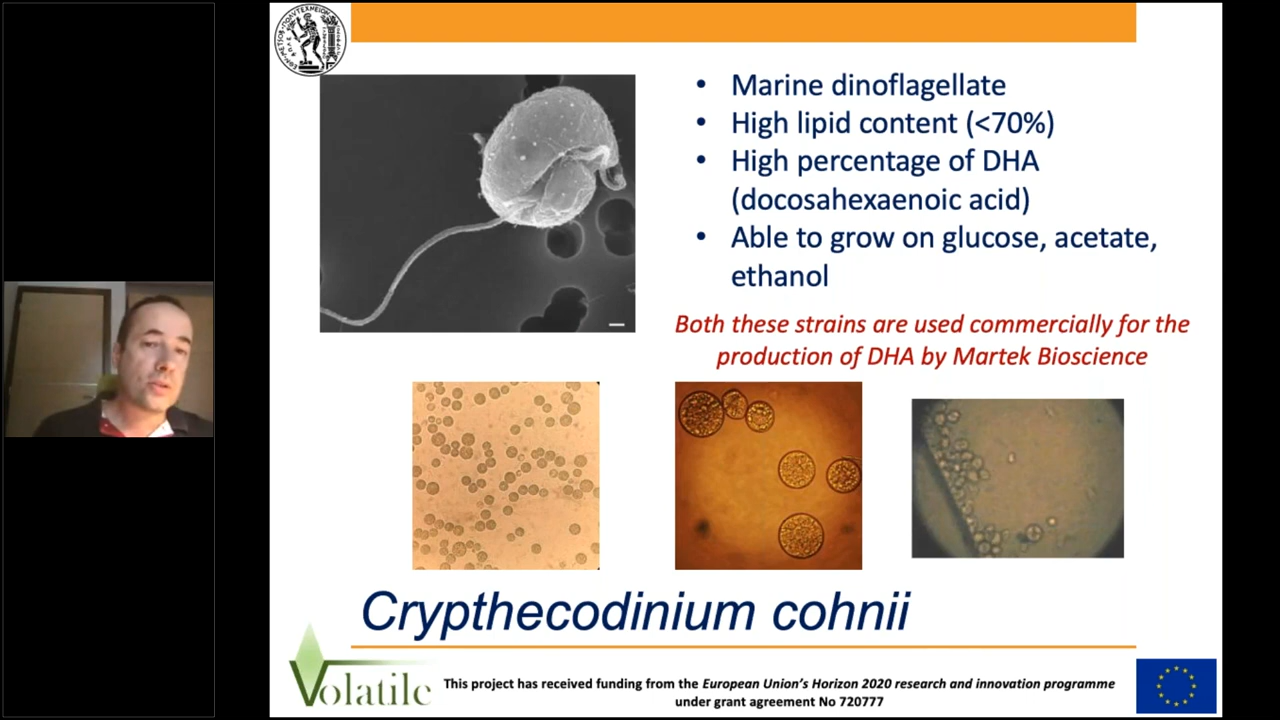 • Marine dinoflagellate
• High lipid content (<70%)
• High percentage of DHA
(docosahexaenoic acid)
• Able to grow on glucose, acetate,
ethanol
Both these strains are used commercially for the
production of DHA by Martek Bioscience
Crypthecodinium cohnii
Volatile
This project has received funding from the European Union's Horizon 2020 research and innovation programme
under grant agreement No 720777